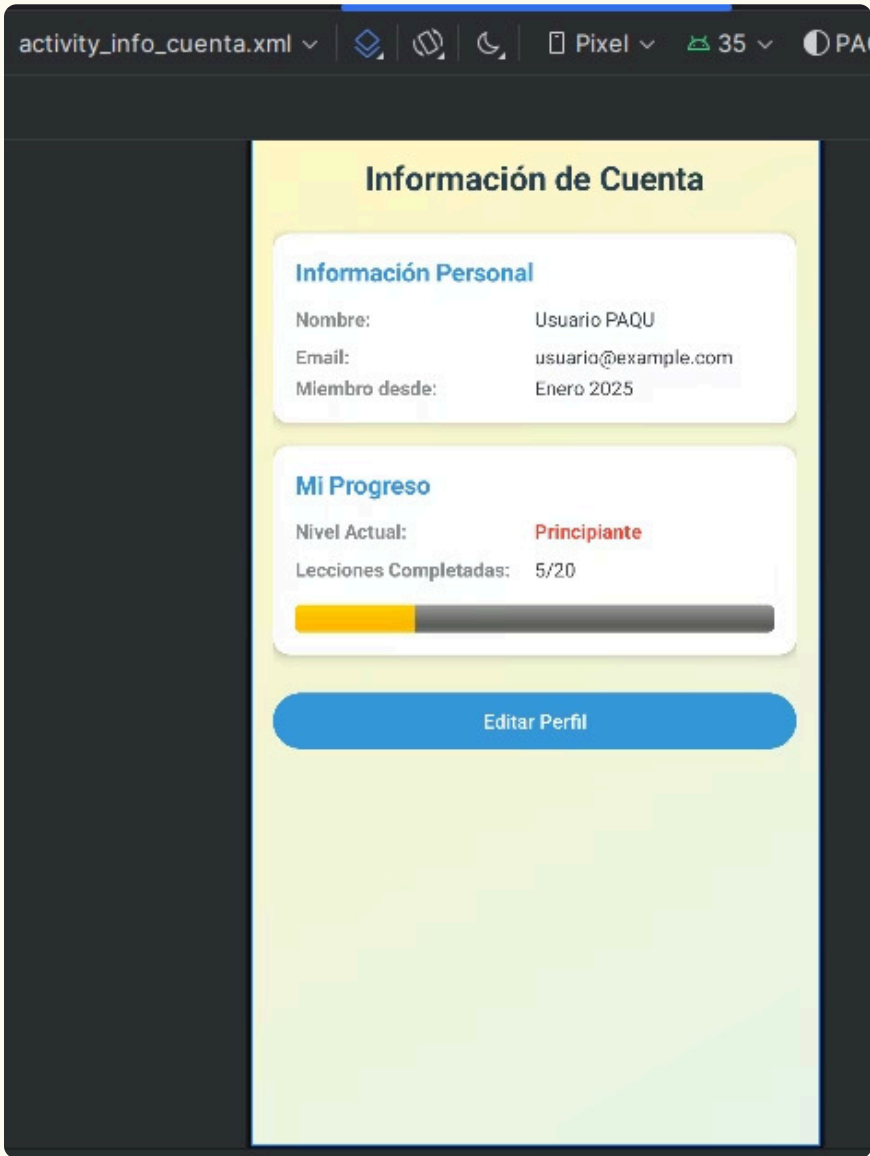 activity_info_cuenta.xml Pixel 35 PAQ
Información de Cuenta
Información Personal
Nombre: Usuario PAQU
Email: usuario@example.com
Miembro desde: Enero 2025
Mi Progreso
Nivel Actual: Principiante
Lecciones Completadas: 5/20
Editar Perfil